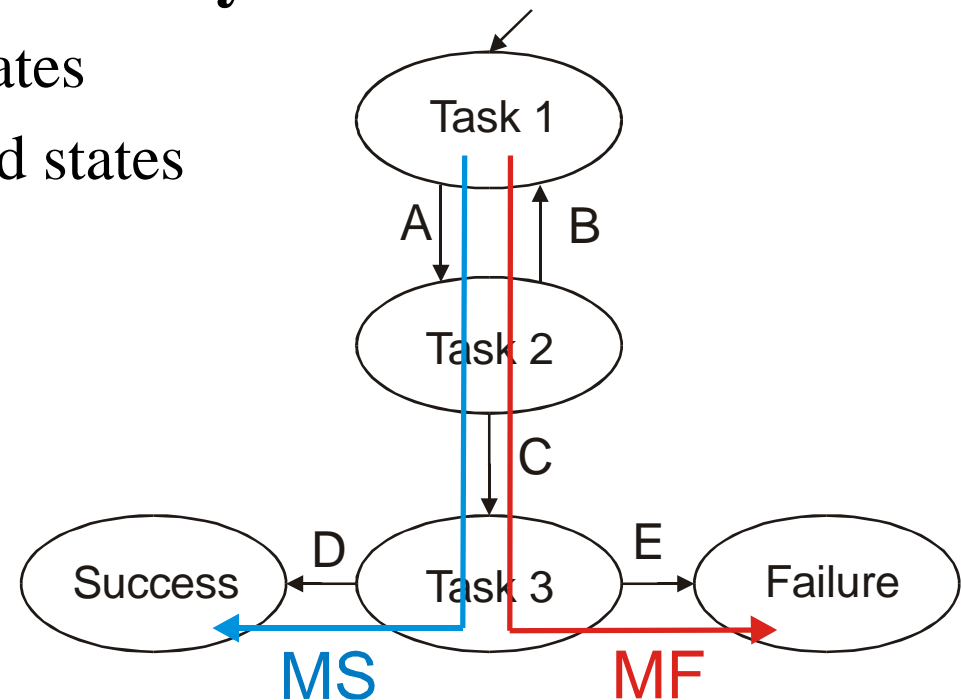 ates
d states
Task 1
A
B
Task 2
C
D
E
Success
Task 3
Failure
MS
MF